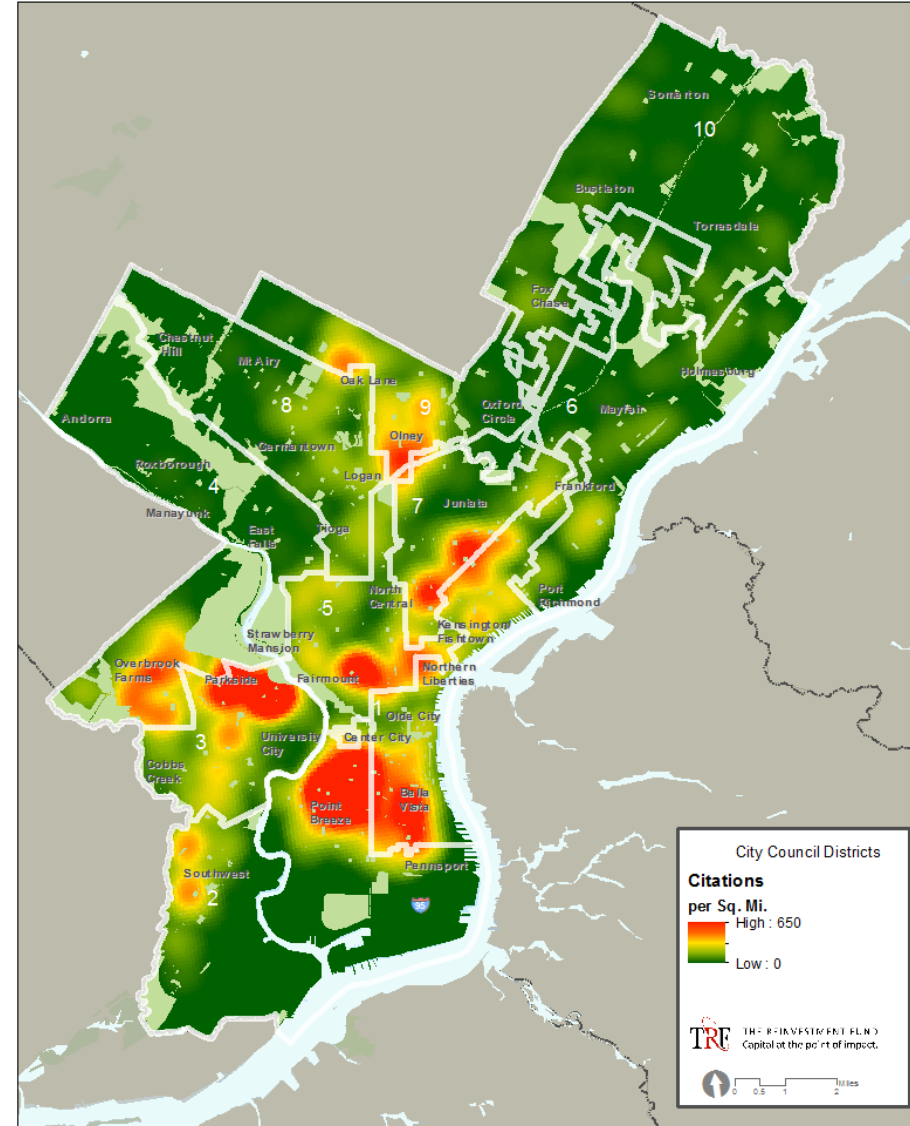 Somerton
10
Bustleton
Torresdale
Fox
Chase
Chestnut
Hill
Mt Airy
Holmesburg
Oak Lane
8
9
Oxford
Circle
6
Mayfair
Andorra
Germantown
Olney
Roxborough
4
Logan
Frankford
Manayunk
7
Juniata
East
Falls
Tioga
North
Central
Port
Richmond
5
Kensington/
Fishtown
Strawberry
Mansion
Overbrook
Farms
Parkside
Fairmount
Northern
Liberties
1
Olde City
3
University
City
Center City
Cobbs
Creek
Point
Breeze
Bella
Vista
Southwest
2
Pennsport
95
City Council Districts
Citations
per Sq. Mi.
High : 650
Low : 0
TRF THE REINVESTMENT FUND
Capital at the point of impact.
Miles
0 0.5 1 2